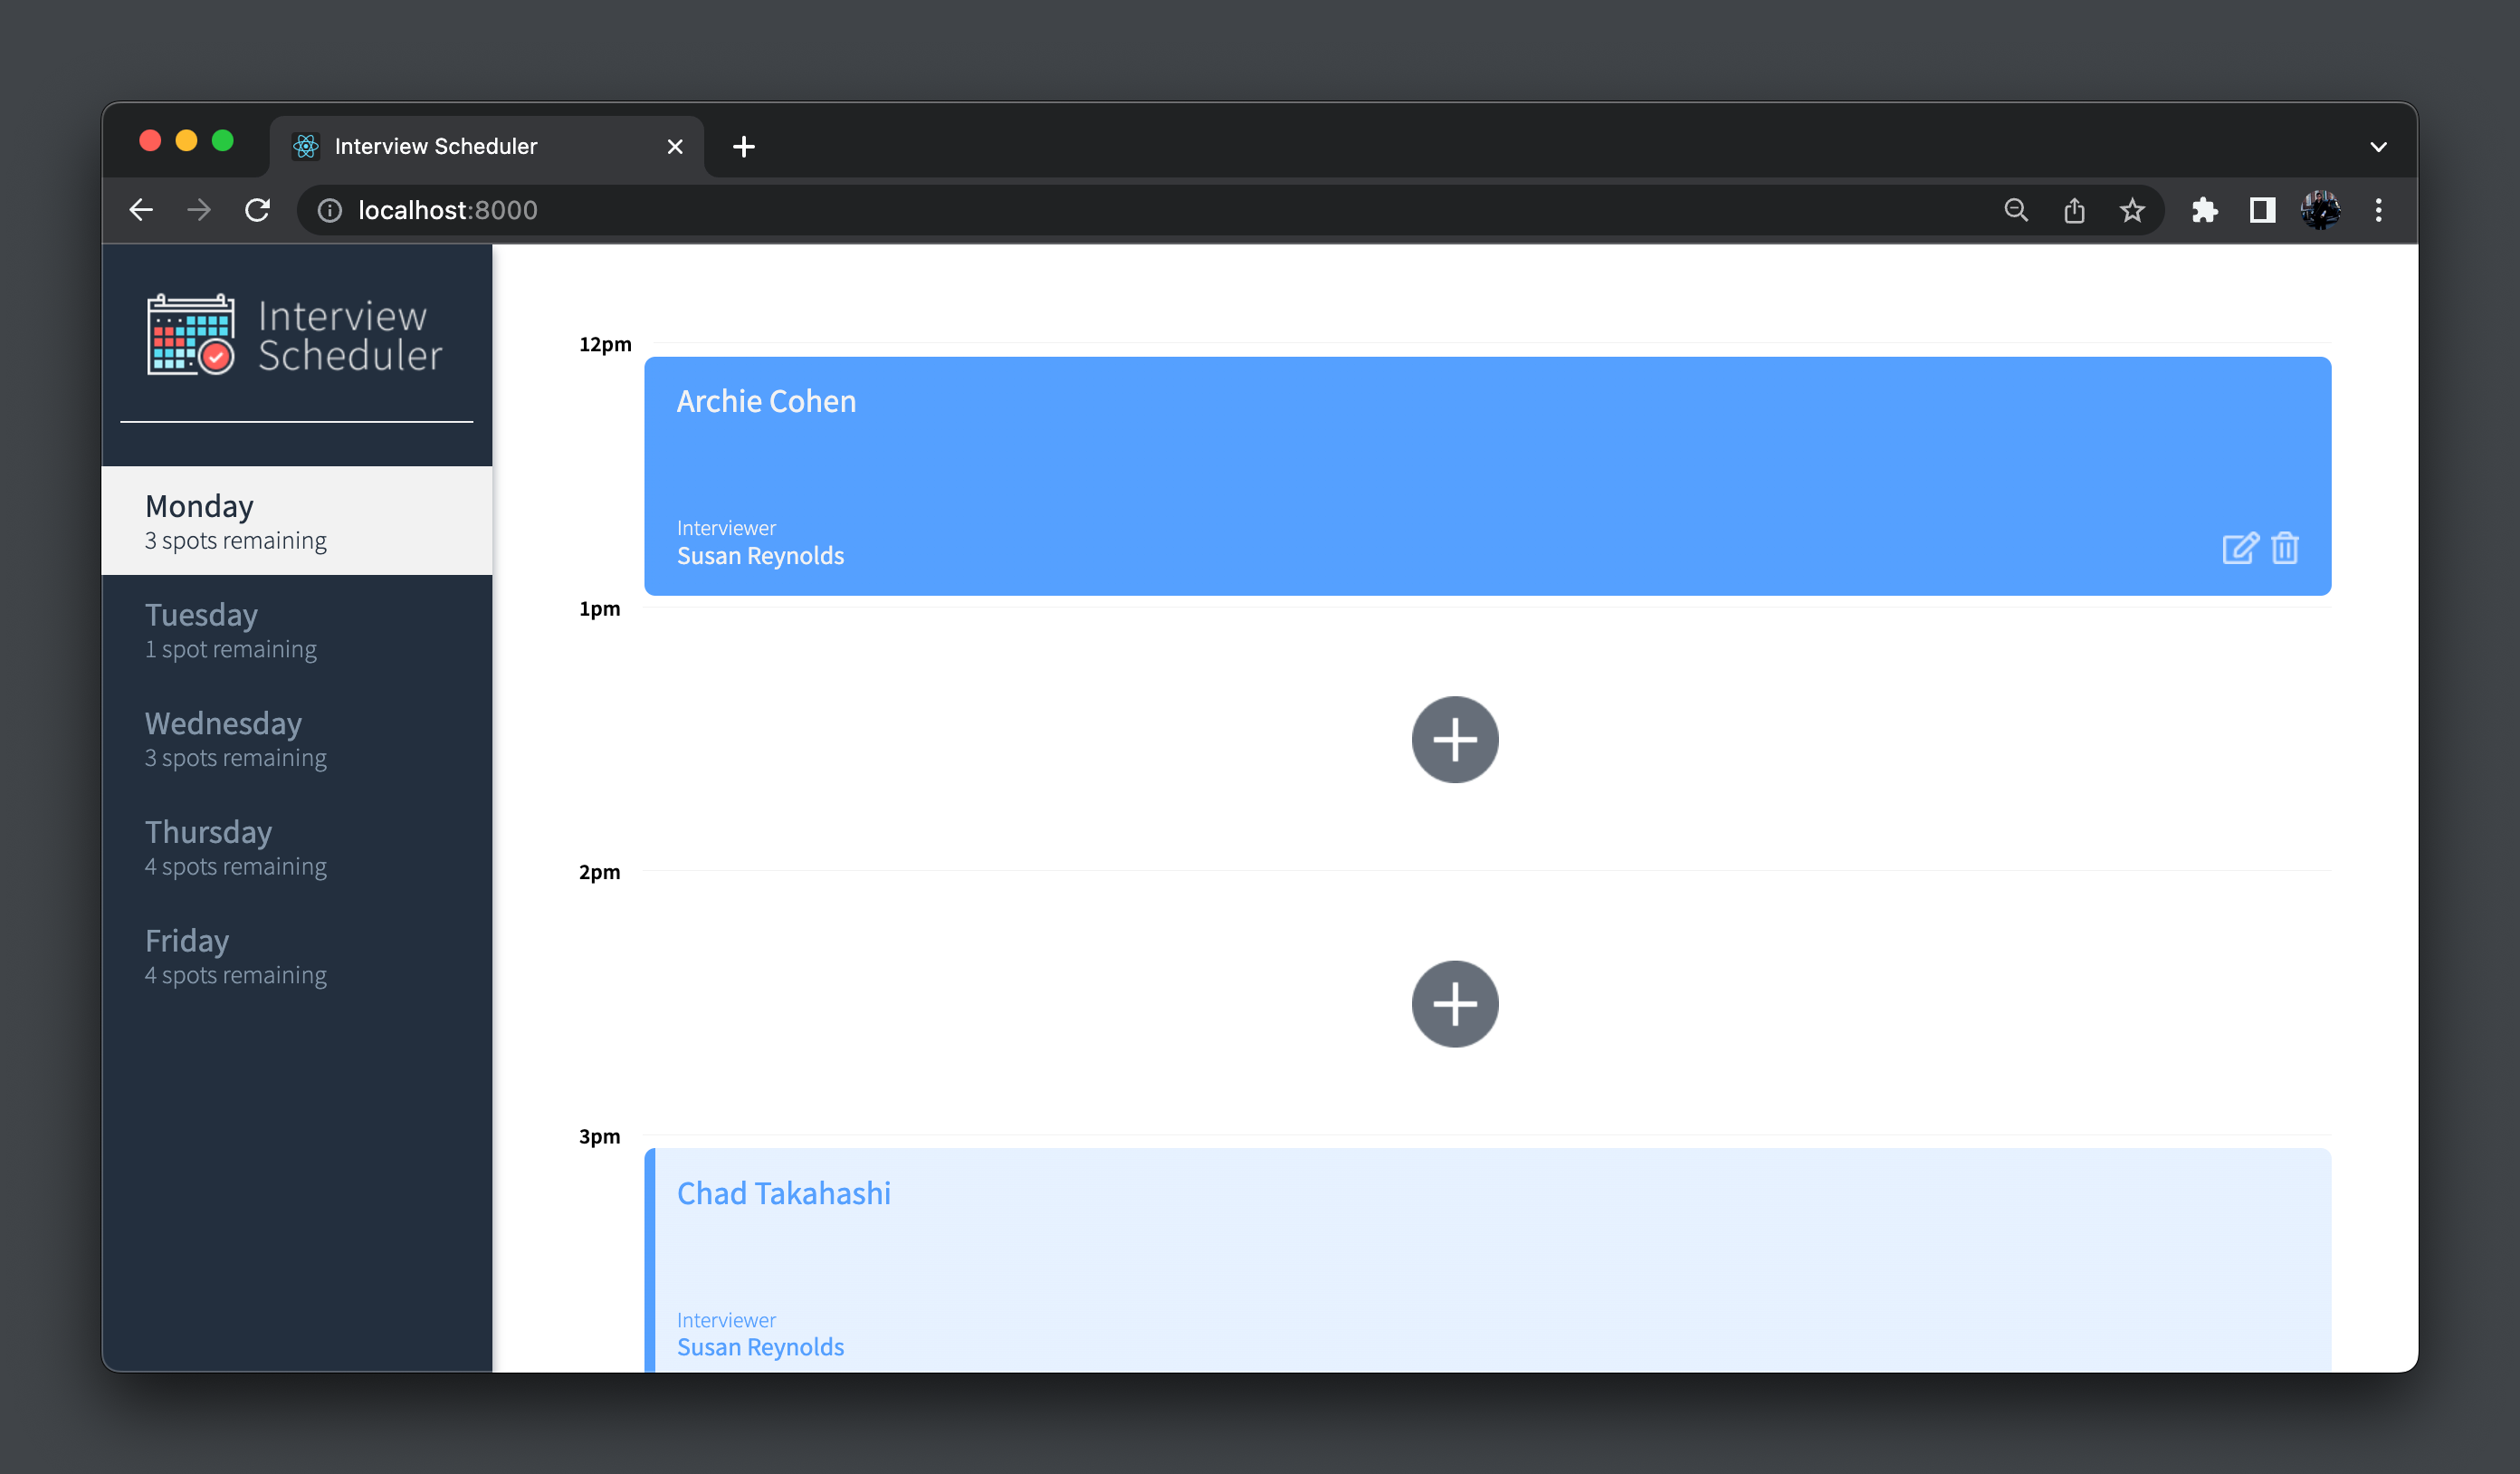 Interview Scheduler
localhost:8000
Interview
Scheduler
Monday
3 spots remaining
Tuesday
1 spot remaining
Wednesday
3 spots remaining
Thursday
4 spots remaining
Friday
4 spots remaining
12pm
Archie Cohen
Interviewer
Susan Reynolds
1pm
2pm
3pm
Chad Takahashi
Interviewer
Susan Reynolds